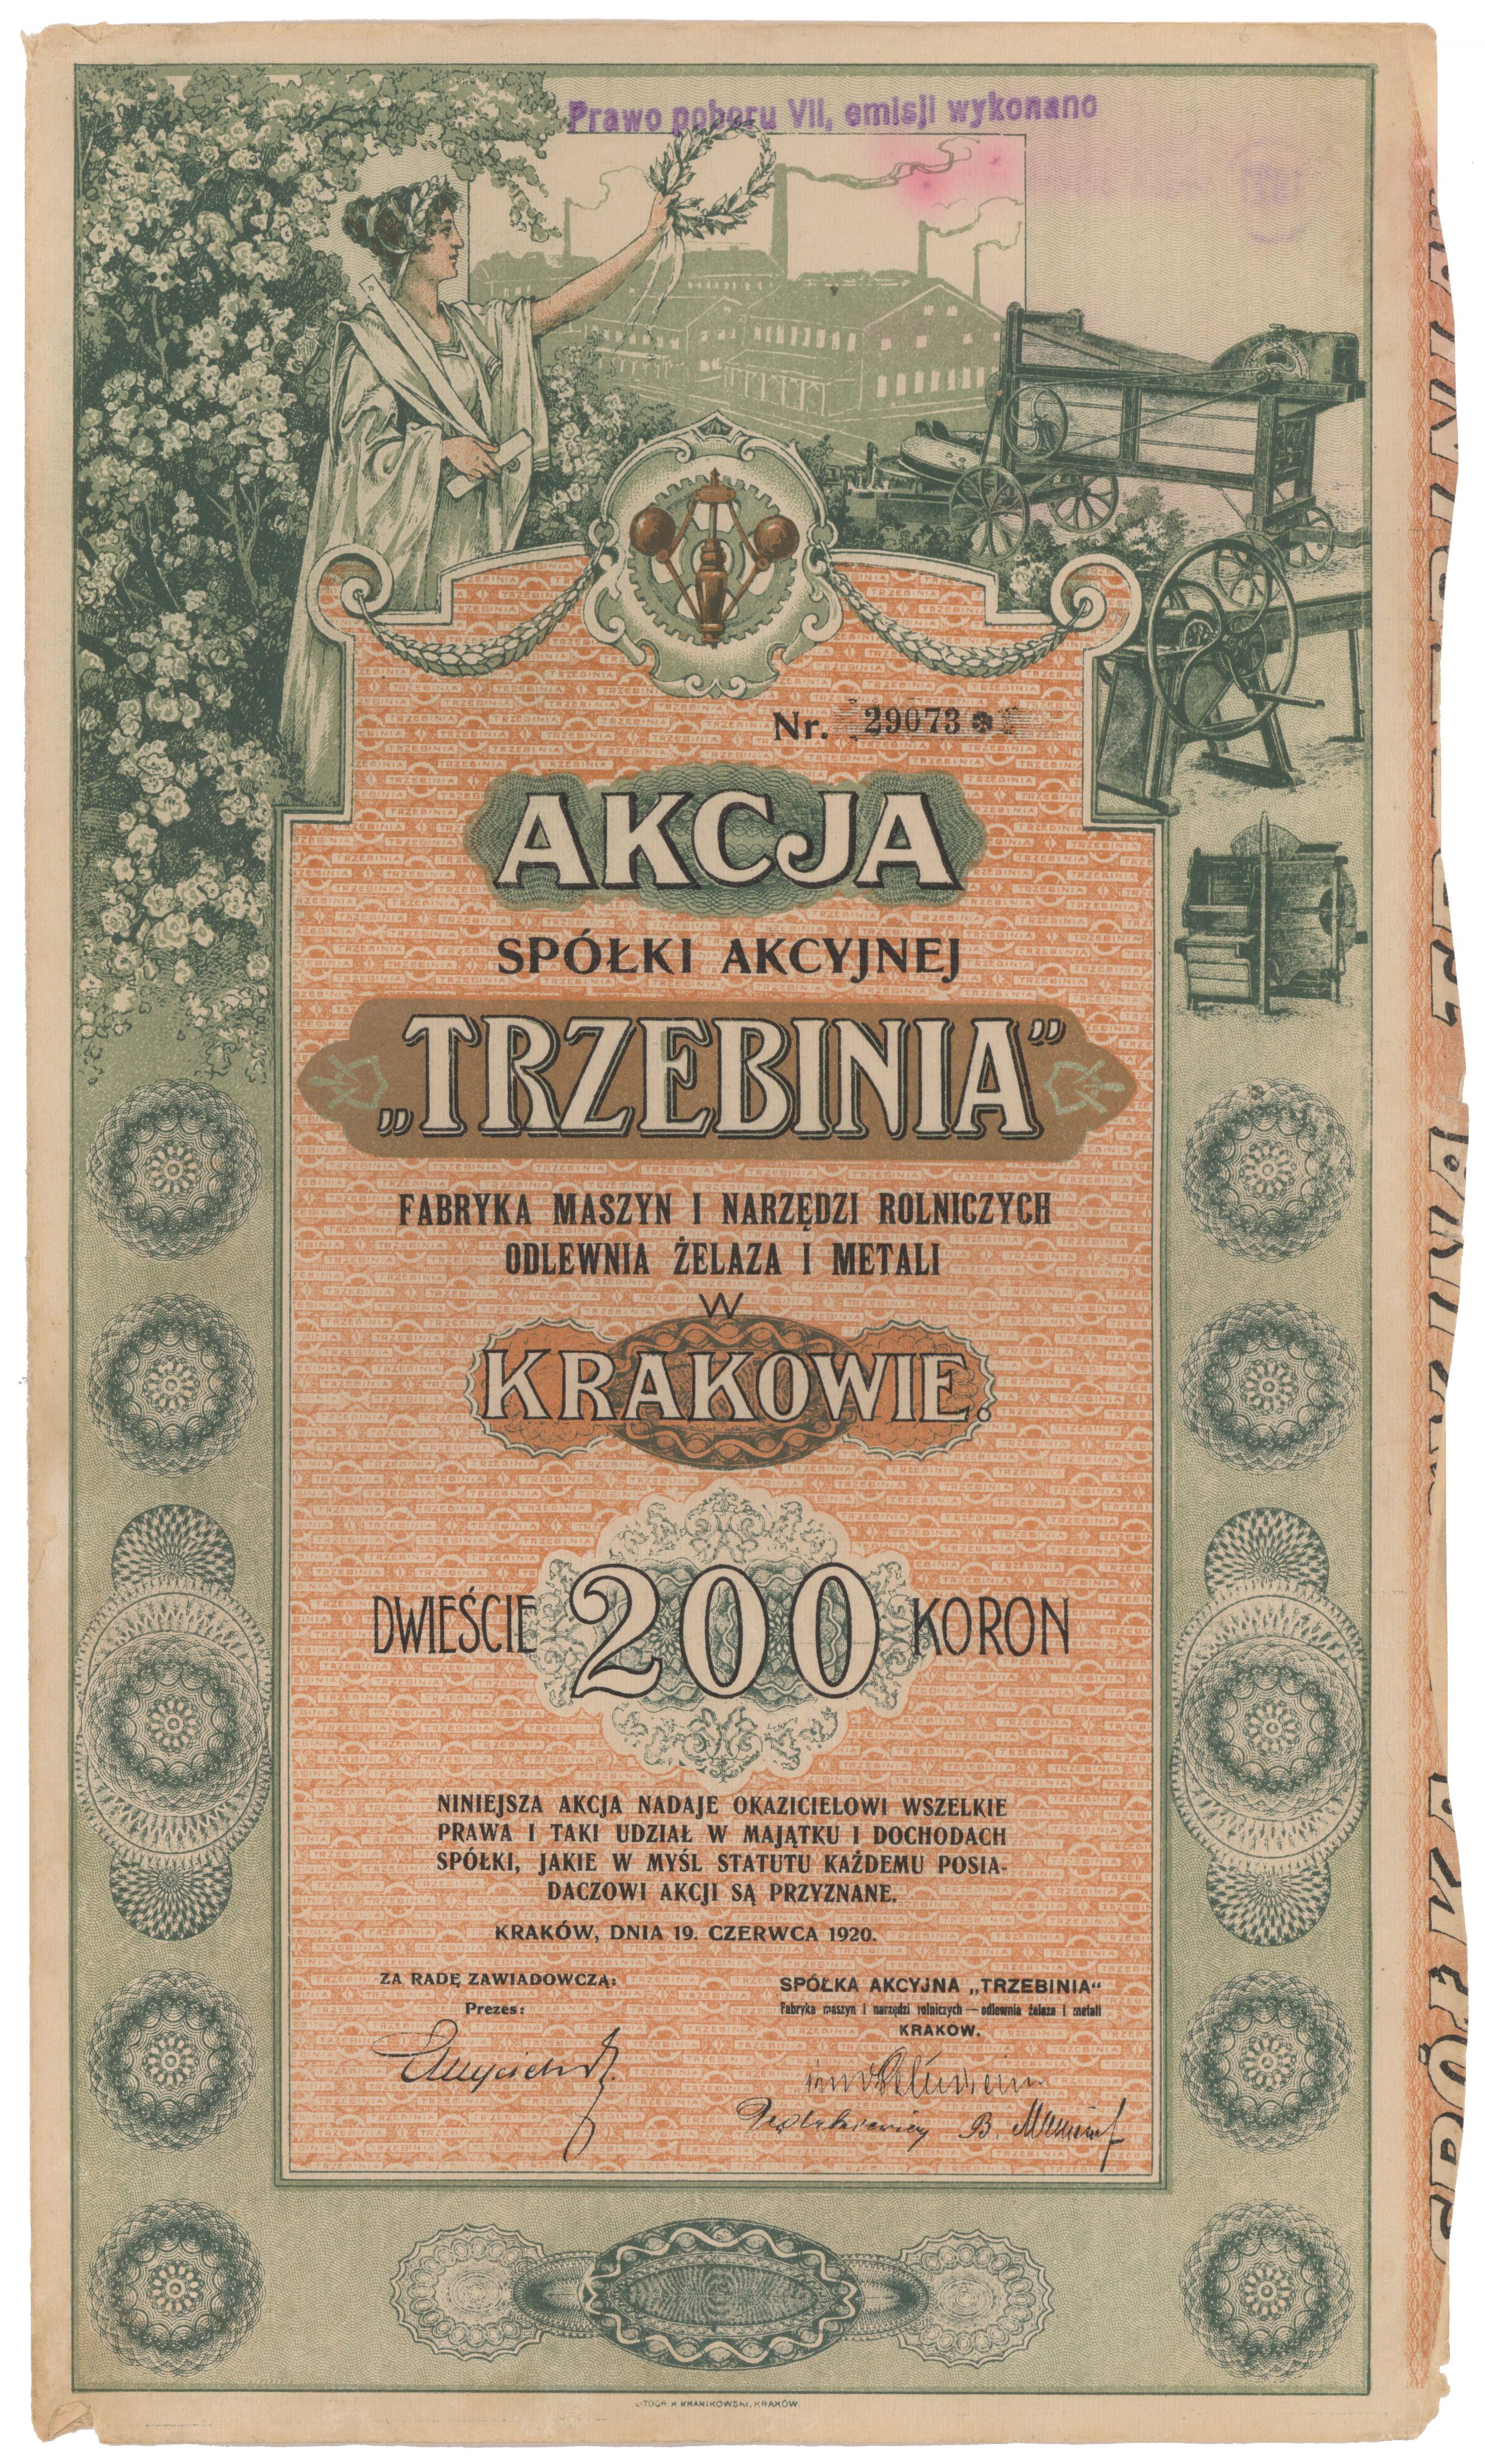 Prawo poboru VII, emisji wykonano
Nr. 29073
AKCJA
SPÓŁKI AKCYJNEJ
„TRZEBINIA”
FABRYKA MASZYN I NARZĘDZI ROLNICZYCH
ODLEWNIA ŻELAZA I METALI
W
KRAKOWIE.
DWIEŚCIE 200 KORON
NINIEJSZA AKCJA NADAJE OKAZICIELOWI WSZELKIE
PRAWA I TAKI UDZIAŁ W MAJĄTKU I DOCHODACH
SPÓŁKI, JAKIE W MYŚL STATUTU KAŻDEMU POSIA-
DACZOWI AKCJI SĄ PRZYZNANE.
KRAKÓW, DNIA 19. CZERWCA 1920.
ZA RADĘ ZAWIADOWCZĄ:
Prezes:
SPÓŁKA AKCYJNA „TRZEBINIA“
Fabryka maszyn i narzędzi rolniczych — odlewnia żelaza i metali
KRAKÓW.
B.
LITOGR. K KRANIKOWSKI, KRAKÓW.